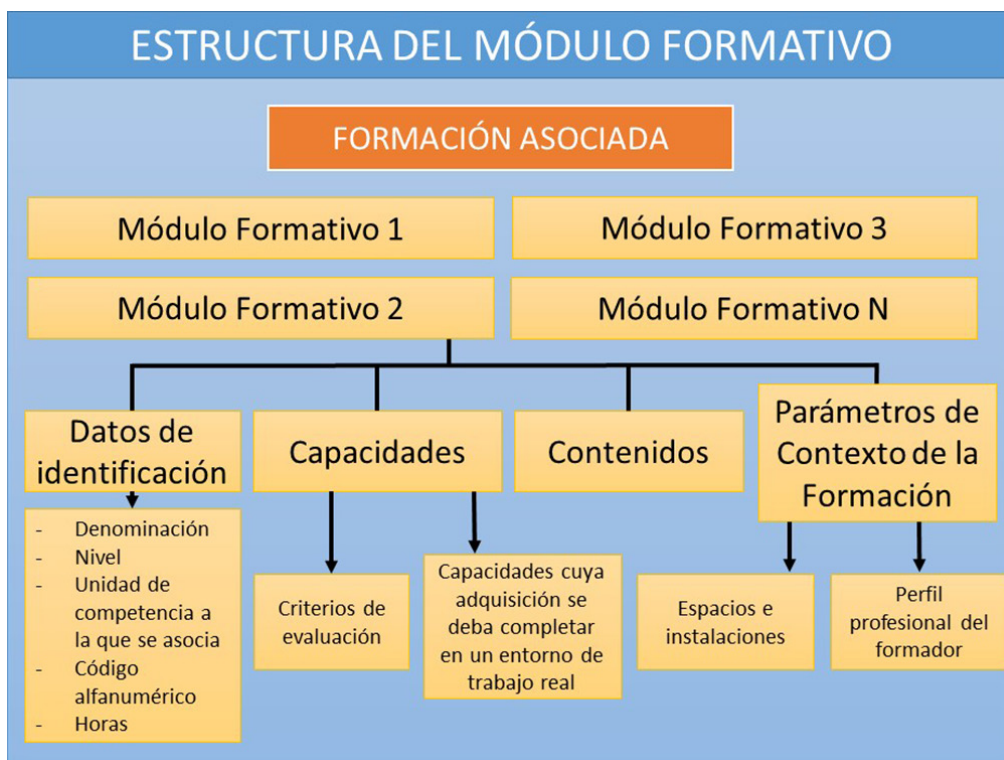 ESTRUCTURA DEL MÓDULO FORMATIVO
FORMACIÓN ASOCIADA
Módulo Formativo 1
Módulo Formativo 3
Módulo Formativo 2
Módulo Formativo N
Datos de
identificación
Capacidades
Contenidos
Parámetros de
Contexto de la
Formación
- Denominación
- Nivel
- Unidad de
competencia a
la que se asocia
- Código
alfanumérico
- Horas
Criterios de
evaluación
Capacidades cuya
adquisición se
deba completar
en un entorno de
trabajo real
Espacios e
instalaciones
Perfil
profesional del
formador